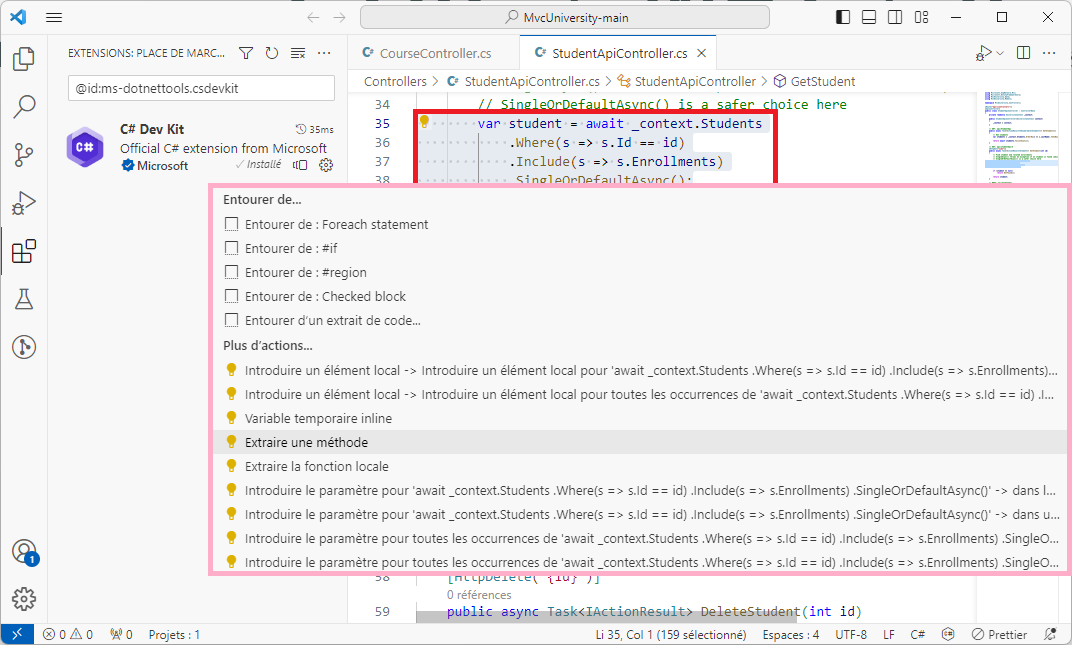 MvcUniversity-main
EXTENSIONS: PLACE DE MARC...
CourseController.cs
StudentApiController.cs
@id:ms-dotnettools.csdevkit
Controllers > StudentApiController.cs > StudentApiController > GetStudent
C# Dev Kit
35ms
Official C# extension from Microsoft
Microsoft
Installé
34 // SingleOrDefaultAsync() is a safer choice here
35 var student = await _context.Students
36 .Where(s => s.Id == id)
37 .Include(s => s.Enrollments)
38 .SingleOrDefaultAsync();
Entourer de...
Entourer de : Foreach statement
Entourer de : #if
Entourer de : #region
Entourer de : Checked block
Entourer d’un extrait de code...
Plus d’actions...
Introduire un élément local -> Introduire un élément local pour 'await _context.Students .Where(s => s.Id == id) .Include(s => s.Enrollments)...
Introduire un élément local -> Introduire un élément local pour toutes les occurrences de 'await _context.Students .Where(s => s.Id == id) .I...
Variable temporaire inline
Extraire une méthode
Extraire la fonction locale
Introduire le paramètre pour 'await _context.Students .Where(s => s.Id == id) .Include(s => s.Enrollments) .SingleOrDefaultAsync()' -> dans l...
Introduire le paramètre pour 'await _context.Students .Where(s => s.Id == id) .Include(s => s.Enrollments) .SingleOrDefaultAsync()' -> dans u...
Introduire le paramètre pour toutes les occurrences de 'await _context.Students .Where(s => s.Id == id) .Include(s => s.Enrollments) .SingleO...
Introduire le paramètre pour toutes les occurrences de 'await _context.Students .Where(s => s.Id == id) .Include(s => s.Enrollments) .SingleO...
58 [HttpDelete("{id}")]
0 références
59 public async Task<IActionResult> DeleteStudent(int id)
1
0 0 0 Projets : 1 Li 35, Col 1 (159 sélectionné) Espaces : 4 UTF-8 LF C# Prettier